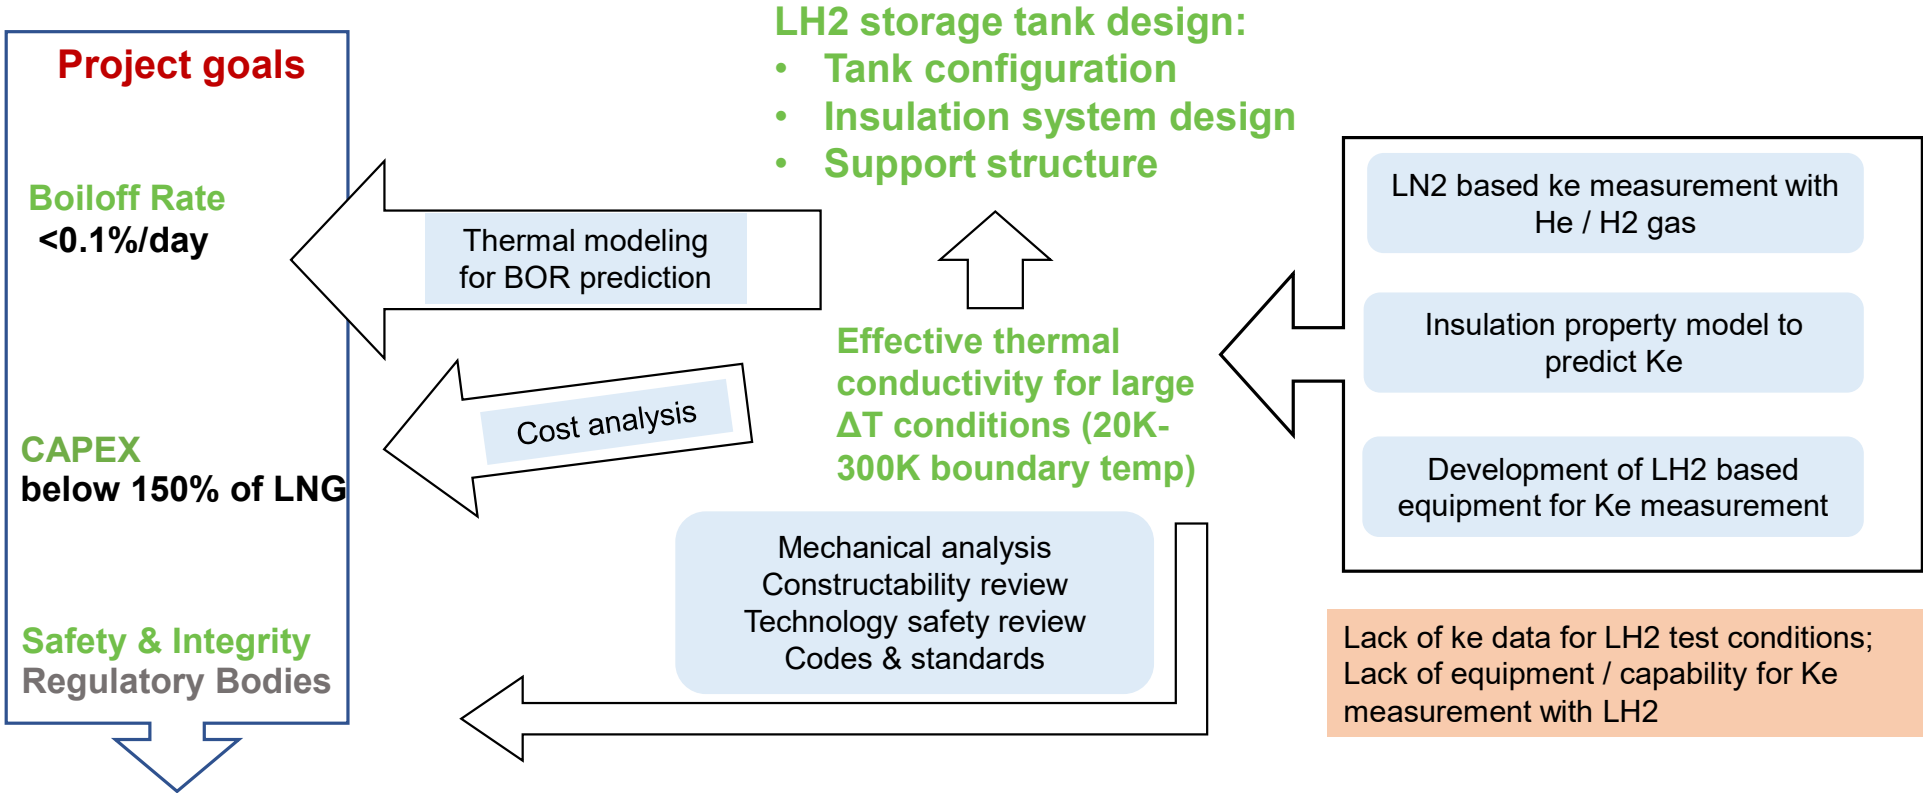 Project goals
Boiloff Rate
<0.1%/day
CAPEX
below 150% of LNG
Safety & Integrity
Regulatory Bodies
Thermal modeling
for BOR prediction
Cost analysis
LH2 storage tank design:
• Tank configuration
• Insulation system design
• Support structure
Effective thermal
conductivity for large
ΔT conditions (20K-
300K boundary temp)
Mechanical analysis
Constructability review
Technology safety review
Codes & standards
LN2 based ke measurement with
He / H2 gas
Insulation property model to
predict Ke
Development of LH2 based
equipment for Ke measurement
Lack of ke data for LH2 test conditions;
Lack of equipment / capability for Ke
measurement with LH2